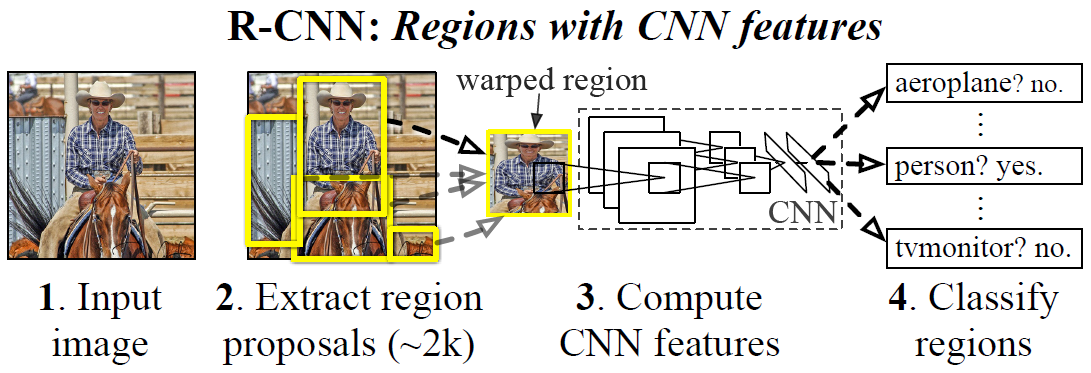 R-CNN: Regions with CNN features
warped region
aeroplane? no.
person? yes.
tvmonitor? no.
CNN
1. Input
image
2. Extract region
proposals (~2k)
3. Compute
CNN features
4. Classify
regions